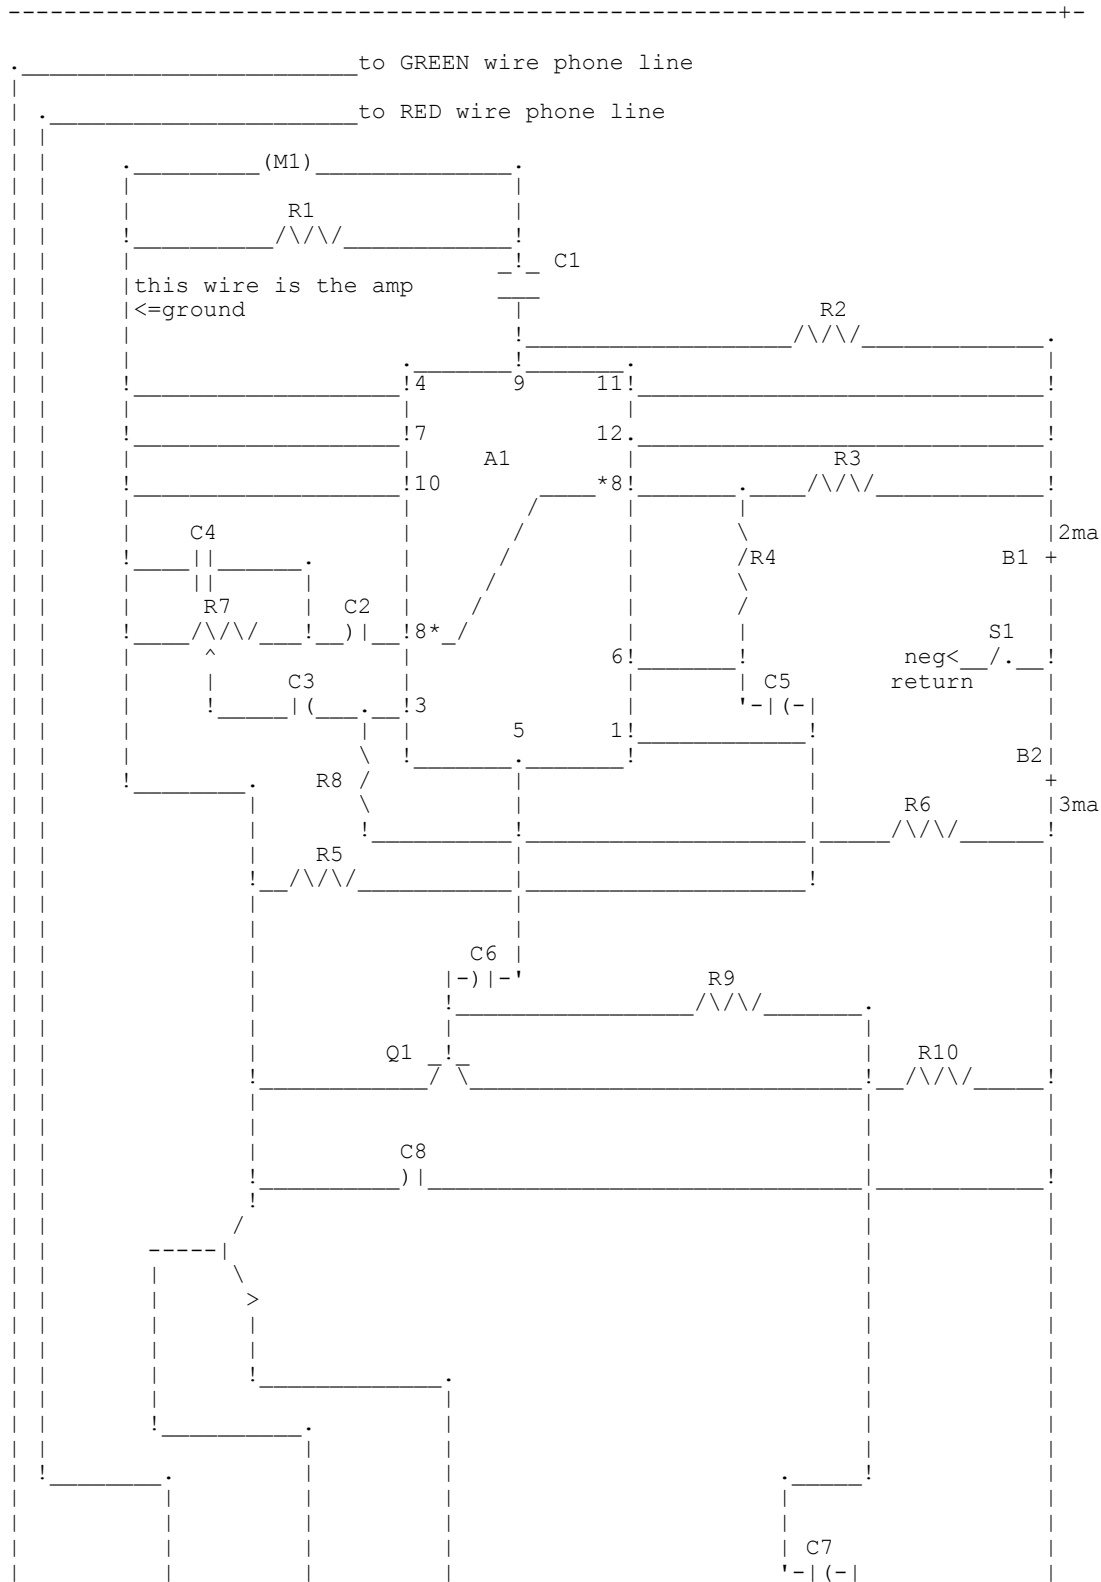 ---------------------------------------------------------------------------+-
.________________________to GREEN wire phone line
._______________________to RED wire phone line
(M1)
R1
/\/\/
C1
this wire is the amp
<=ground
R2
/\/\/
4 9 11
7 12
A1 R3
10 *8 /\/\/
C4 2ma
R4 B1 +
R7 C2
/\/\/ 8* S1
6 neg< /.
C3 C5 return
3
5 1
B2
R8 +
R6 3ma
/\/\/
R5
/\/\/
C6
R9
/\/\/
Q1 R10
/\/\/
C8
C7